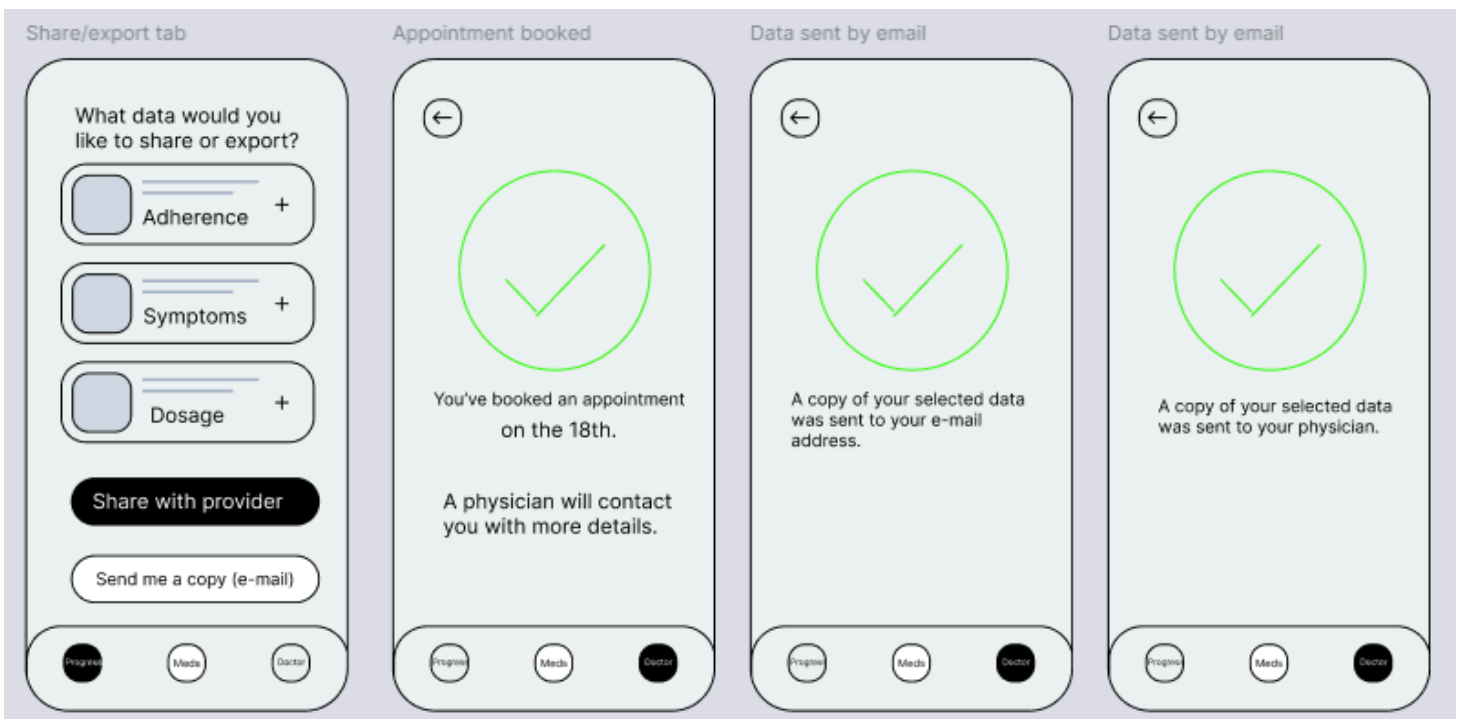 Share/export tab
What data would you
like to share or export?
Adherence +
Symptoms +
Dosage +
Share with provider
Send me a copy (e-mail)
Progress
Meds
Doctor
Appointment booked
←
You've booked an appointment
on the 18th.
A physician will contact
you with more details.
Progress
Meds
Doctor
Data sent by email
←
A copy of your selected data
was sent to your e-mail
address.
Progress
Meds
Doctor
Data sent by email
←
A copy of your selected data
was sent to your physician.
Progress
Meds
Doctor